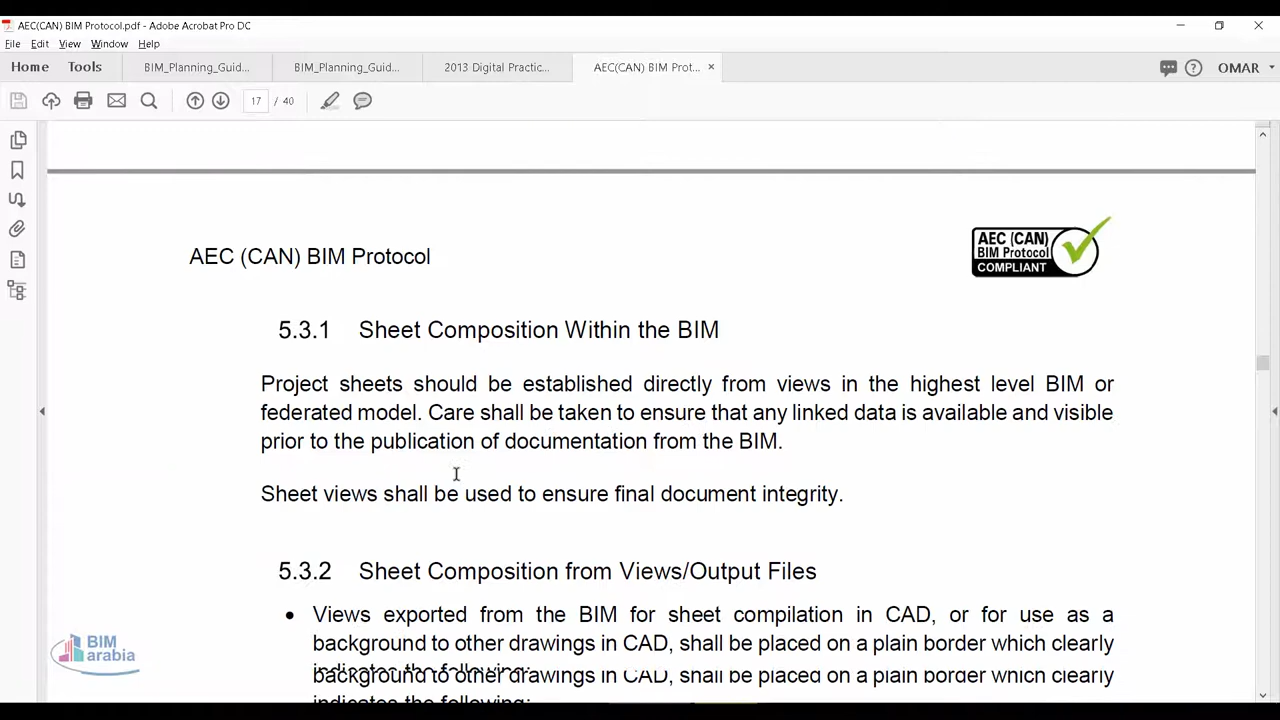 AEC(CAN) BIM Protocol.pdf - Adobe Acrobat Pro DC
File Edit View Window Help
Home Tools BIM_Planning_Guid... BIM_Planning_Guid... 2013 Digital Practic... AEC(CAN) BIM Prot... × OMAR
17 / 40
AEC (CAN) BIM Protocol
AEC (CAN)
BIM Protocol
COMPLIANT
5.3.1 Sheet Composition Within the BIM
Project sheets should be established directly from views in the highest level BIM or
federated model. Care shall be taken to ensure that any linked data is available and visible
prior to the publication of documentation from the BIM.
Sheet views shall be used to ensure final document integrity.
5.3.2 Sheet Composition from Views/Output Files
• Views exported from the BIM for sheet compilation in CAD, or for use as a
background to other drawings in CAD, shall be placed on a plain border which clearly
indicates the following:
background to other drawings in CAD, shall be placed on a plain border which clearly
indicates the following:
BIM
arabia